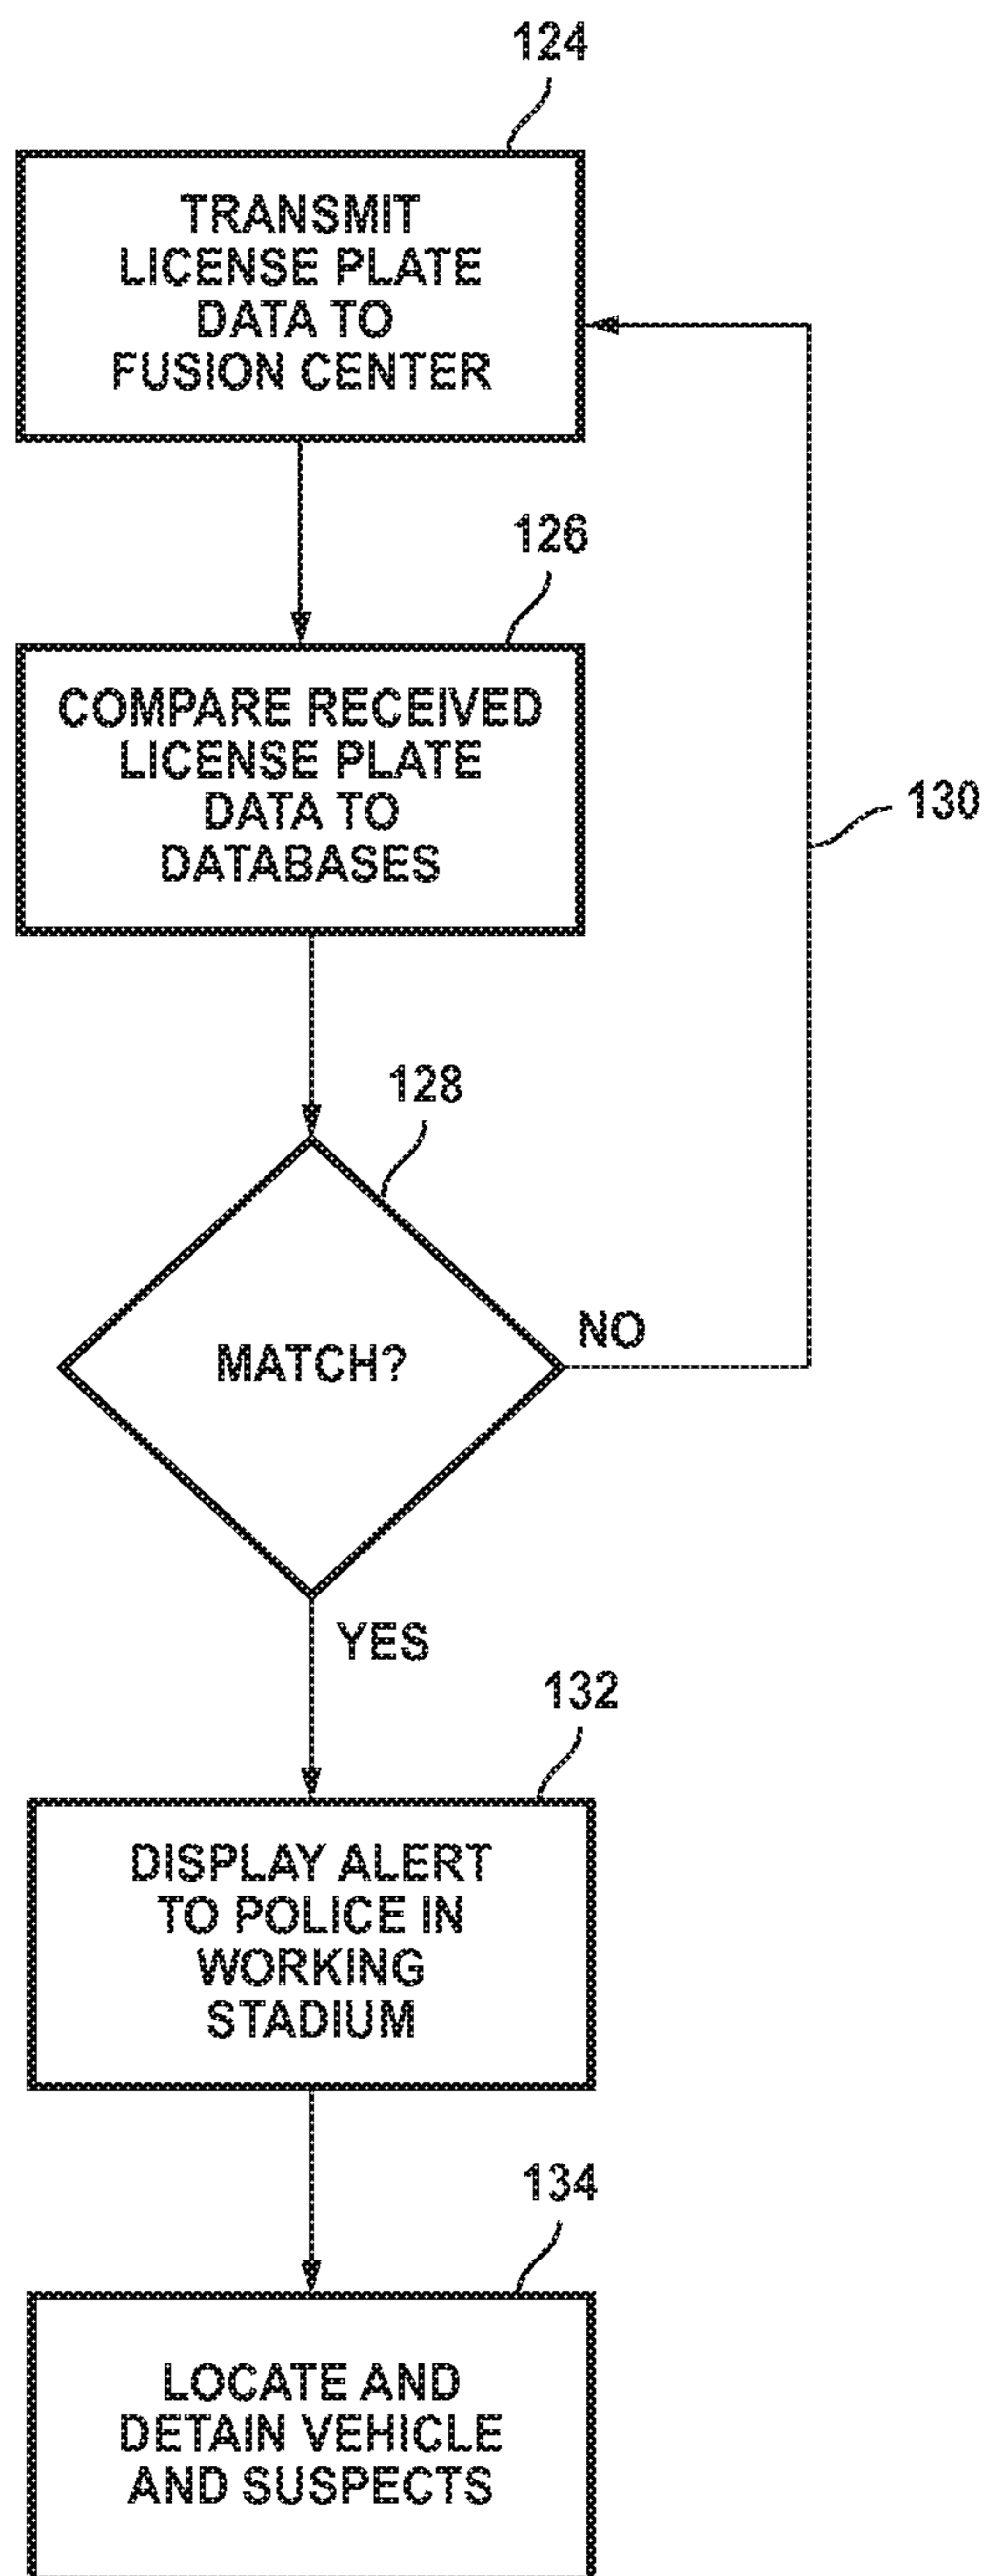 124
TRANSMIT
LICENSE PLATE
DATA TO
FUSION CENTER
126
COMPARE RECEIVED
LICENSE PLATE
DATA TO
DATABASES
130
128
MATCH?
NO
YES
132
DISPLAY ALERT
TO POLICE IN
WORKING
STADIUM
134
LOCATE AND
DETAIN VEHICLE
AND SUSPECTS